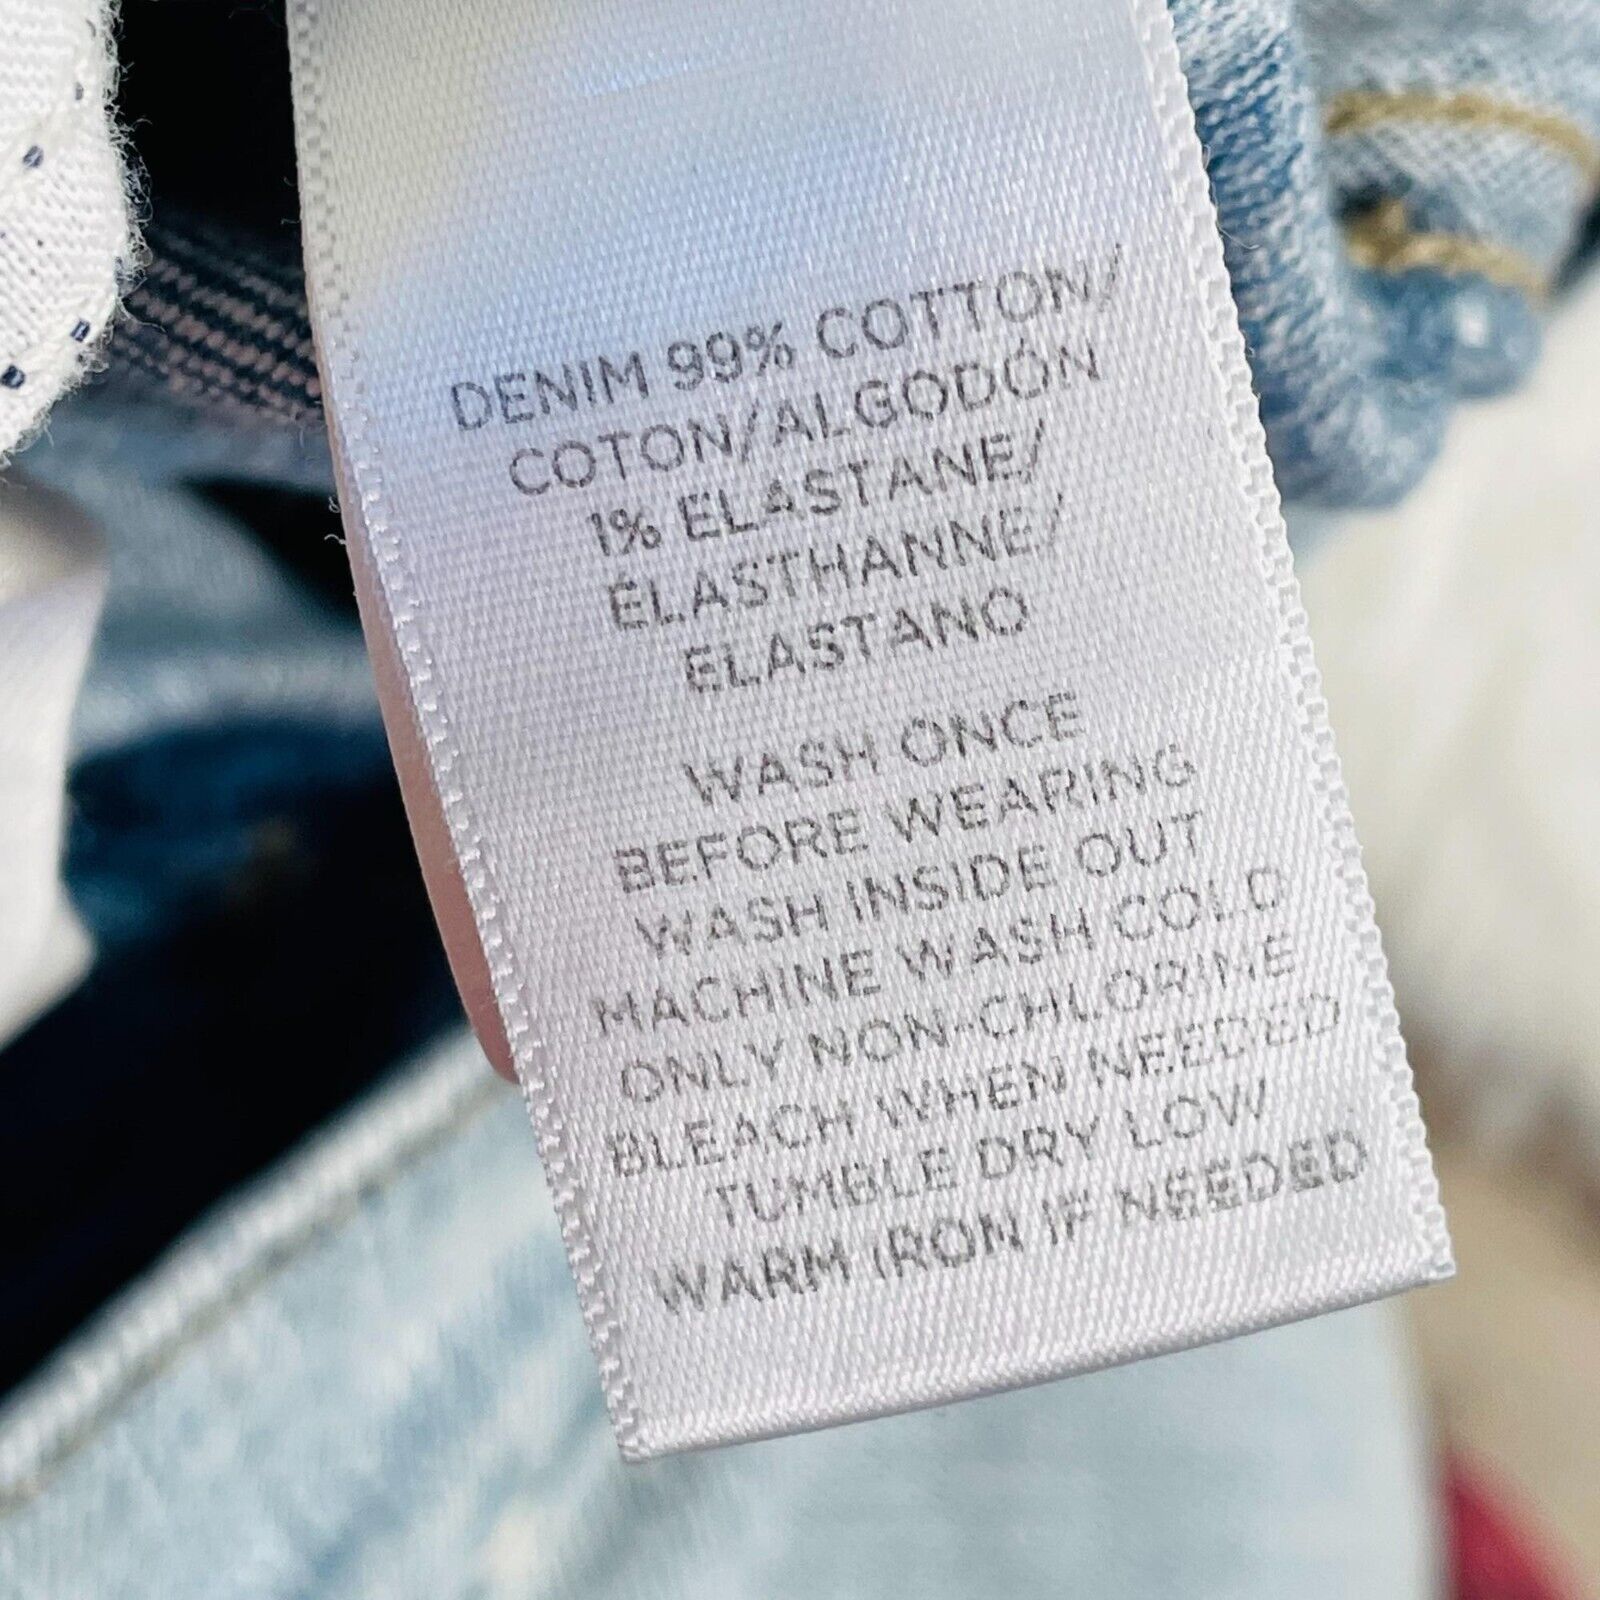 DENIM 99% COTTON/
COTON/ALGODÓN
1% ELASTANE/
ÉLASTHANNE/
ELASTANO
WASH ONCE
BEFORE WEARING
WASH INSIDE OUT
MACHINE WASH COLD
ONLY NON-CHLORINE
BLEACH WHEN NEEDED
TUMBLE DRY LOW
WARM IRON IF NEEDED